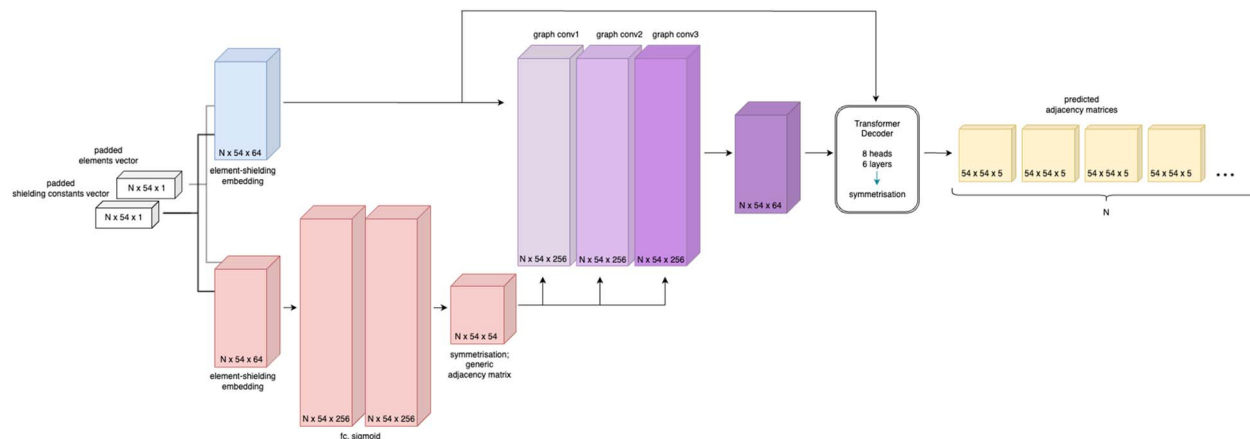 graph conv1
graph conv2
graph conv3
padded
elements vector
padded
shielding constants vector
N x 54 x 1
N x 54 x 1
N x 54 x 64
element-shielding
embedding
N x 54 x 64
element-shielding
embedding
N x 54 x 256
N x 54 x 256
fc, sigmoid
N x 54 x 54
symmetrisation;
generic
adjacency matrix
N x 54 x 256
N x 54 x 256
N x 54 x 256
N x 54 x 64
Transformer
Decoder
8 heads
6 layers
symmetrisation
predicted
adjacency matrices
54 x 54 x 5
54 x 54 x 5
54 x 54 x 5
54 x 54 x 5
...
N